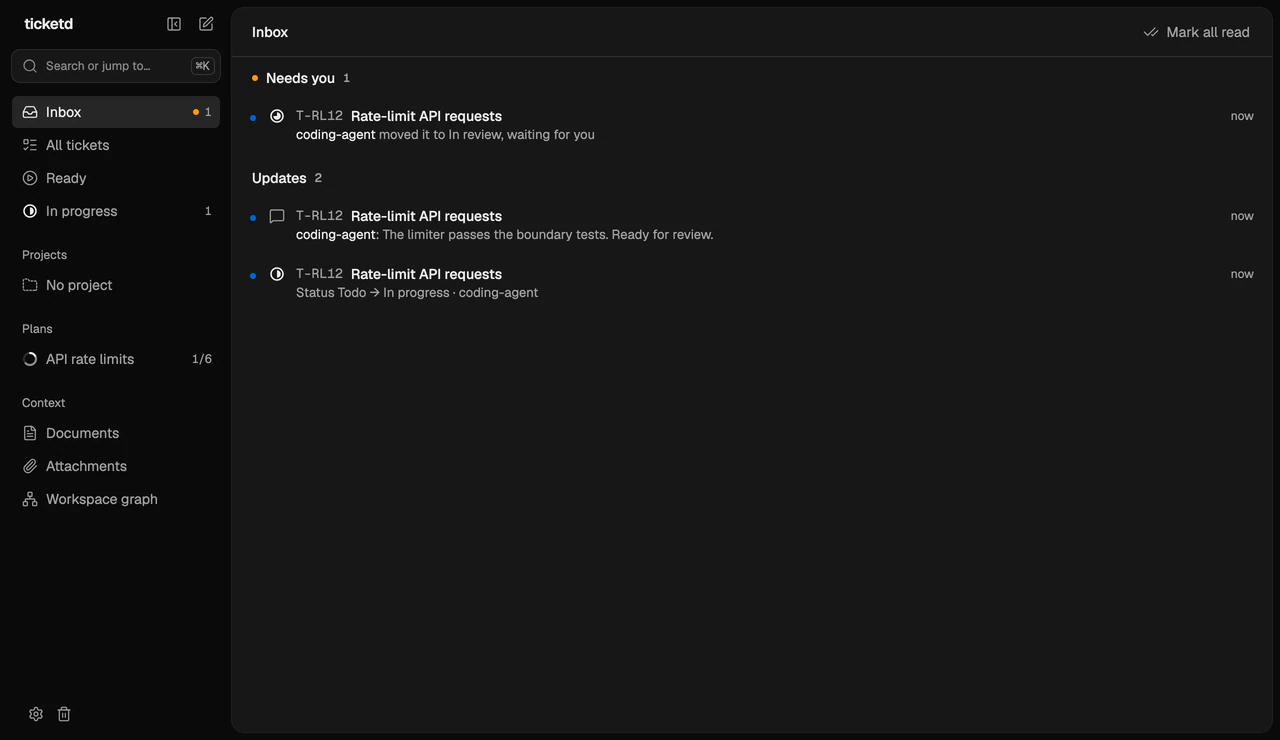 ticketd
Search or jump to...
⌘K
Inbox 1
All tickets
Ready
In progress 1
Projects
No project
Plans
API rate limits 1/6
Context
Documents
Attachments
Workspace graph
Inbox
Mark all read
Needs you 1
T-RL12 Rate-limit API requests now
coding-agent moved it to In review, waiting for you
Updates 2
T-RL12 Rate-limit API requests now
coding-agent: The limiter passes the boundary tests. Ready for review.
T-RL12 Rate-limit API requests now
Status Todo → In progress · coding-agent